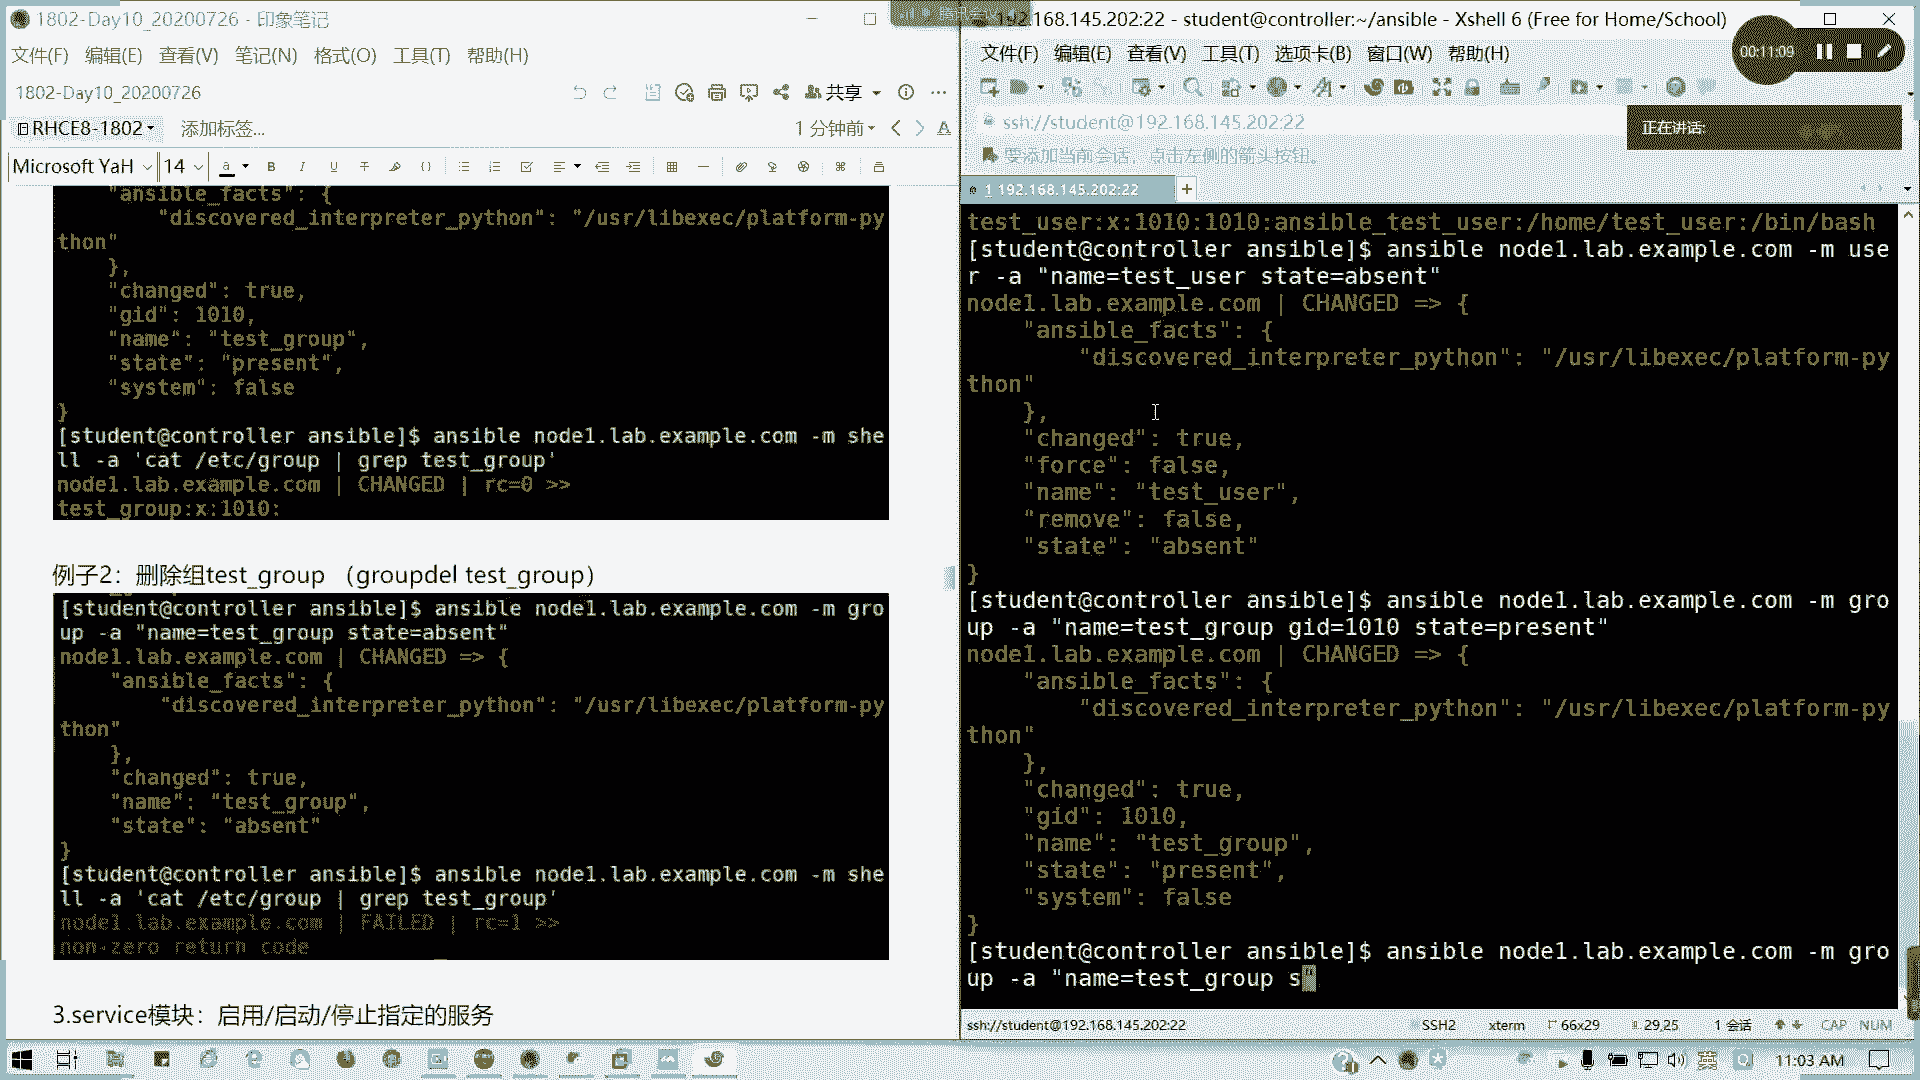 1802-Day10_20200726 - 印象笔记
文件(F) 编辑(E) 查看(V) 笔记(N) 格式(O) 工具(T) 帮助(H)
1802-Day10_20200726
共享
RHCE8-1802 添加标签...
1 分钟前
Microsoft YaH 14
"ansible_facts": {
"discovered_interpreter_python": "/usr/libexec/platform-py
thon"
},
"changed": true,
"gid": 1010,
"name": "test_group",
"state": "present",
"system": false
}
[student@controller ansible]$ ansible node1.lab.example.com -m she
ll -a 'cat /etc/group | grep test_group'
node1.lab.example.com | CHANGED | rc=0 >>
test_group:x:1010:
例子2：删除组test_group （groupdel test_group）
[student@controller ansible]$ ansible node1.lab.example.com -m gro
up -a "name=test_group state=absent"
node1.lab.example.com | CHANGED => {
"ansible_facts": {
"discovered_interpreter_python": "/usr/libexec/platform-py
thon"
},
"changed": true,
"name": "test_group",
"state": "absent"
}
[student@controller ansible]$ ansible node1.lab.example.com -m she
ll -a 'cat /etc/group | grep test_group'
node1.lab.example.com | FAILED | rc=1 >>
non-zero return code
3.service模块：启用/启动/停止指定的服务
腾讯会议
.168.145.202:22 - student@controller:~/ansible - Xshell 6 (Free for Home/School)
文件(F) 编辑(E) 查看(V) 工具(T) 选项卡(B) 窗口(W) 帮助(H)
00:11:09
ssh://student@192.168.145.202:22
正在讲话:
要添加当前会话，点击左侧的箭头按钮。
1 192.168.145.202:22
test_user:x:1010:1010:ansible_test_user:/home/test_user:/bin/bash
[student@controller ansible]$ ansible node1.lab.example.com -m use
r -a "name=test_user state=absent"
node1.lab.example.com | CHANGED => {
"ansible_facts": {
"discovered_interpreter_python": "/usr/libexec/platform-py
thon"
},
"changed": true,
"force": false,
"name": "test_user",
"remove": false,
"state": "absent"
}
[student@controller ansible]$ ansible node1.lab.example.com -m gro
up -a "name=test_group gid=1010 state=present"
node1.lab.example.com | CHANGED => {
"ansible_facts": {
"discovered_interpreter_python": "/usr/libexec/platform-py
thon"
},
"changed": true,
"gid": 1010,
"name": "test_group",
"state": "present",
"system": false
}
[student@controller ansible]$ ansible node1.lab.example.com -m gro
up -a "name=test_group s"
ssh://student@192.168.145.202:22 SSH2 xterm 66x29 29,25 1 会话 CAP NUM
英 11:03 AM